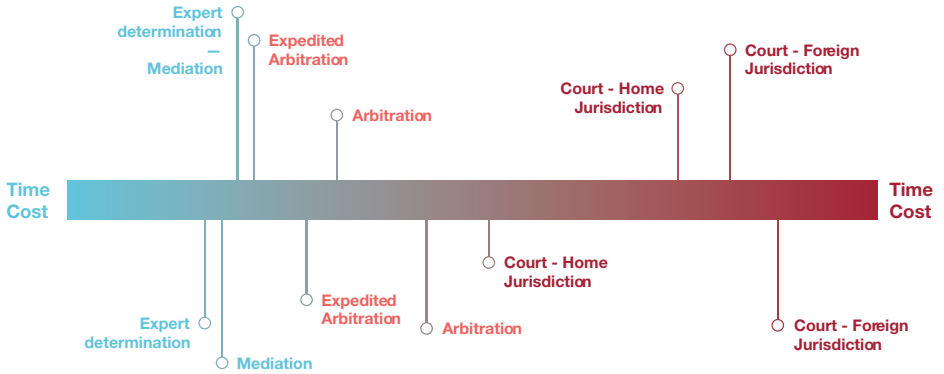 Expert
determination
—
Mediation
Expedited
Arbitration
Arbitration
Court - Home
Jurisdiction
Court - Foreign
Jurisdiction
Time
Cost
Time
Cost
Expert
determination
Mediation
Expedited
Arbitration
Arbitration
Court - Home
Jurisdiction
Court - Foreign
Jurisdiction